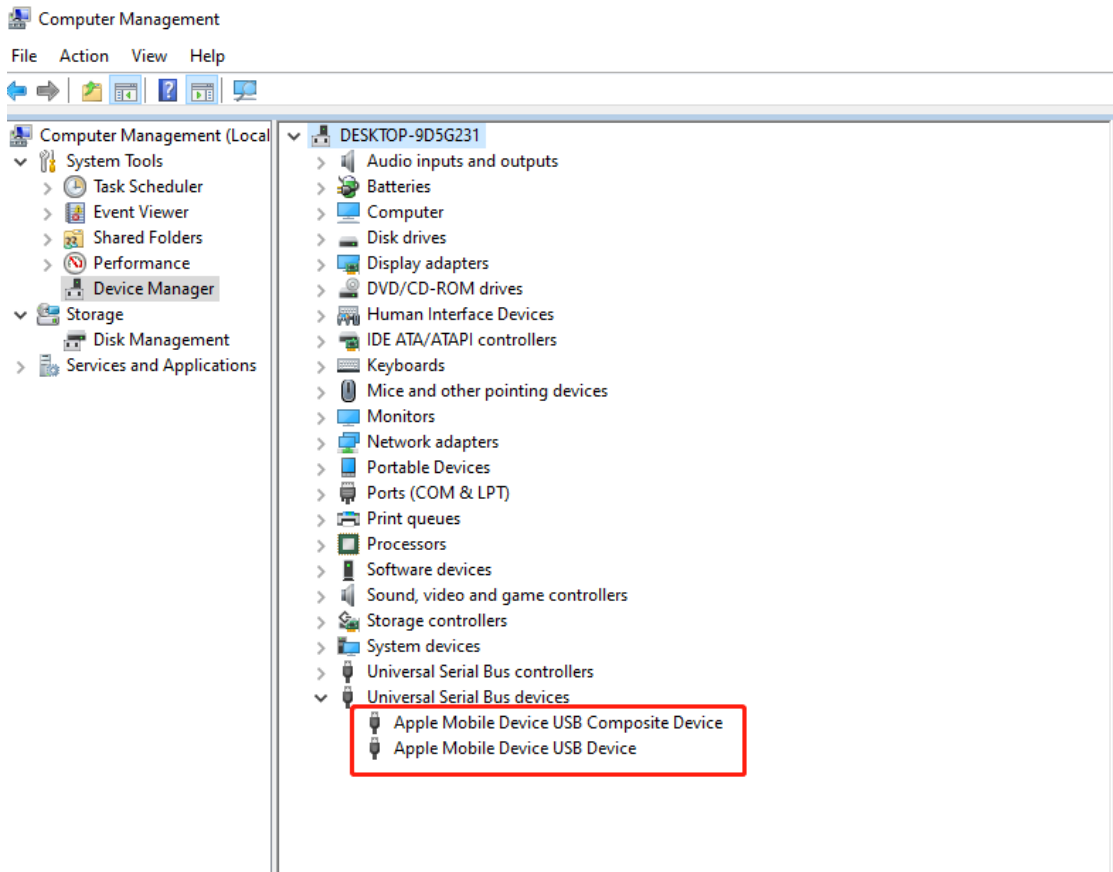 Computer Management
File Action View Help
Computer Management (Local
System Tools
Task Scheduler
Event Viewer
Shared Folders
Performance
Device Manager
Storage
Disk Management
Services and Applications
DESKTOP-9D5G231
Audio inputs and outputs
Batteries
Computer
Disk drives
Display adapters
DVD/CD-ROM drives
Human Interface Devices
IDE ATA/ATAPI controllers
Keyboards
Mice and other pointing devices
Monitors
Network adapters
Portable Devices
Ports (COM & LPT)
Print queues
Processors
Software devices
Sound, video and game controllers
Storage controllers
System devices
Universal Serial Bus controllers
Universal Serial Bus devices
Apple Mobile Device USB Composite Device
Apple Mobile Device USB Device